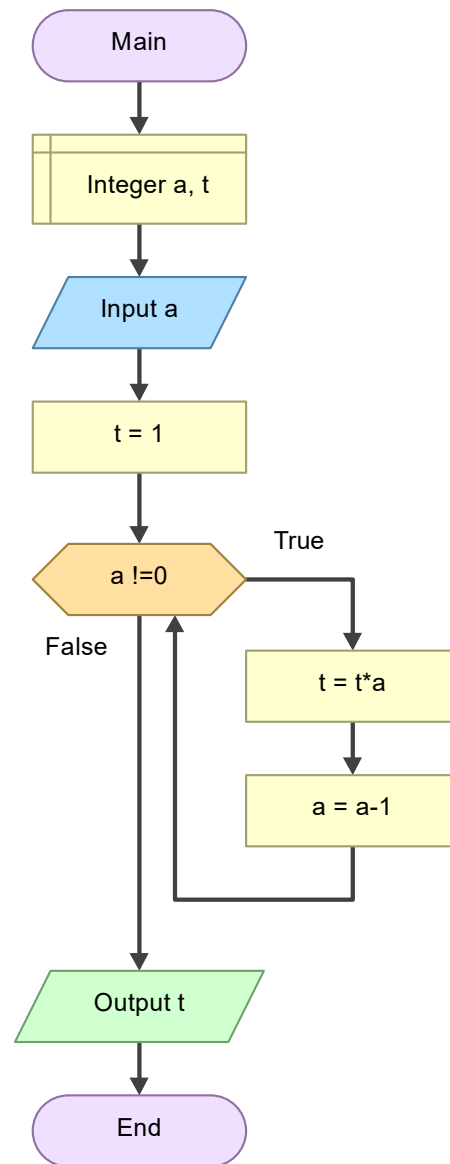 Main
Integer a, t
Input a
t = 1
a !=0
True
False
t = t*a
a = a-1
Output t
End